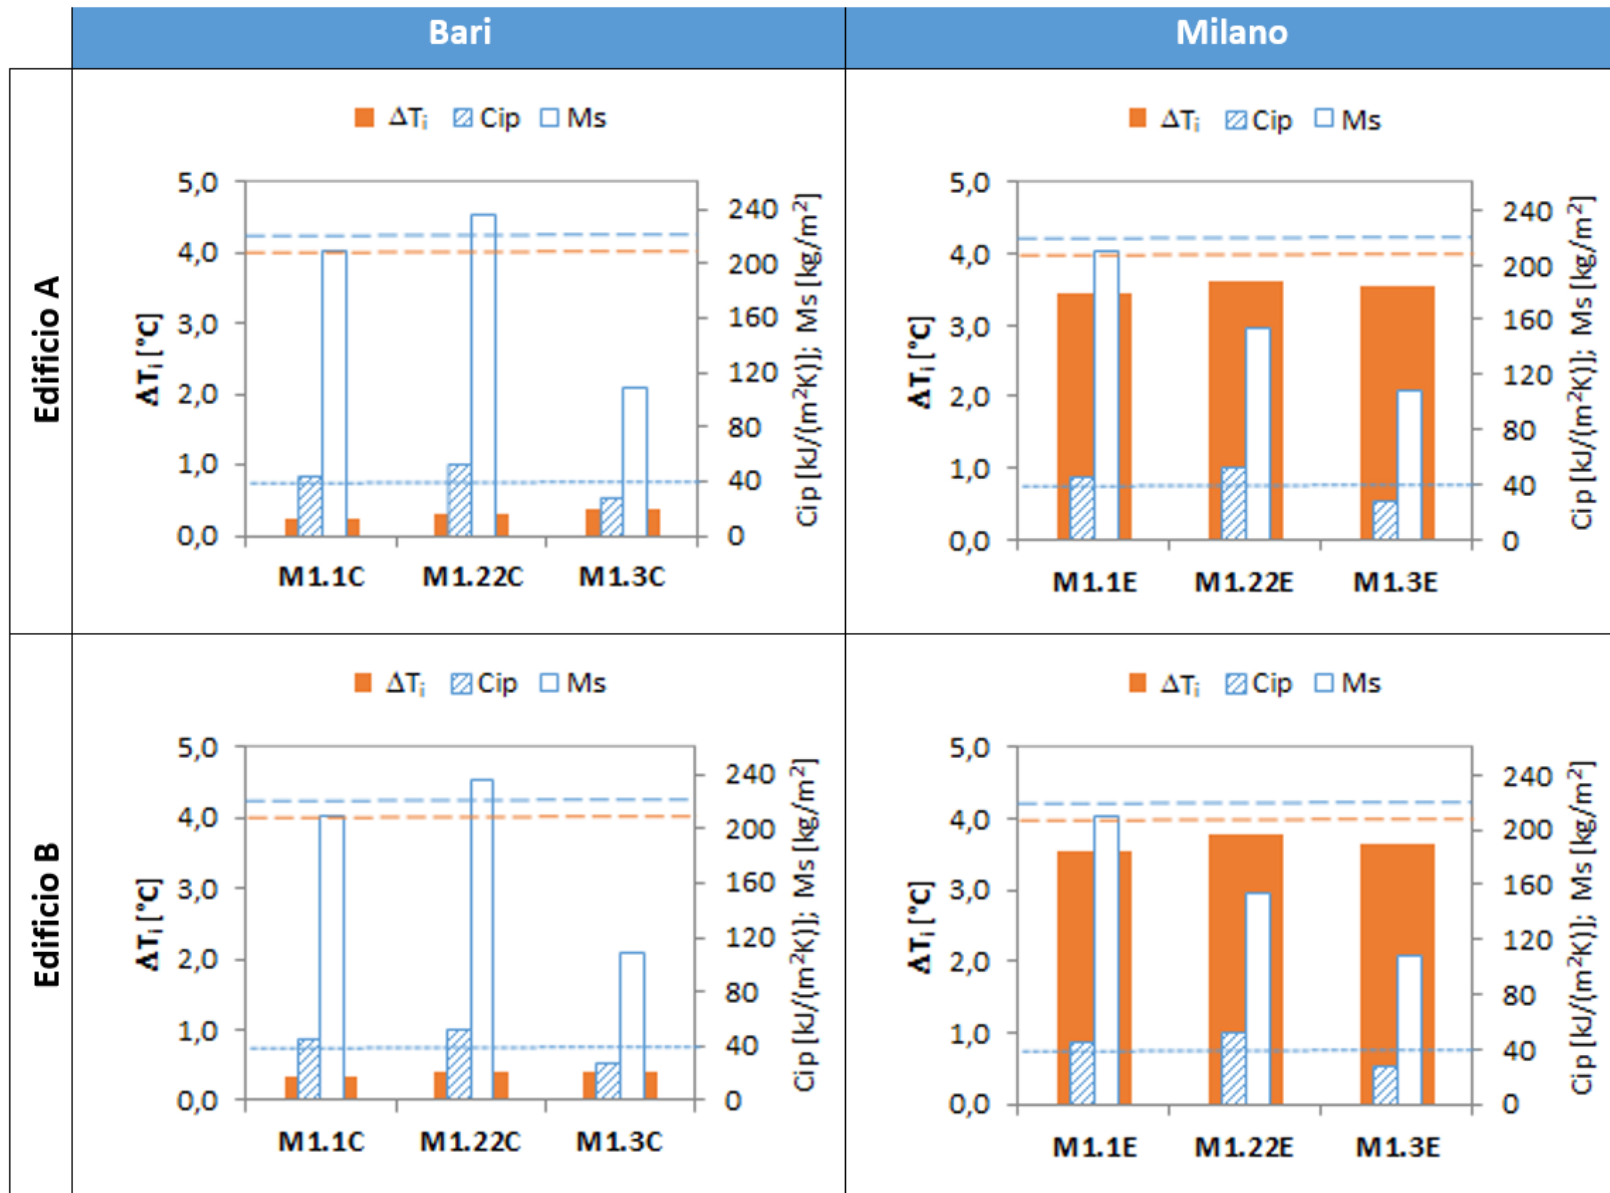 Bari
Milano
Edificio A
ΔTi Cip Ms
ΔTi [°C]
5,0
4,0
3,0
2,0
1,0
0,0
240
200
160
120
80
40
0
Cip [kJ/(m²K)]; Ms [kg/m²]
M1.1C M1.22C M1.3C
ΔTi Cip Ms
ΔTi [°C]
5,0
4,0
3,0
2,0
1,0
0,0
240
200
160
120
80
40
0
Cip [kJ/(m²K)]; Ms [kg/m²]
M1.1E M1.22E M1.3E
Edificio B
ΔTi Cip Ms
ΔTi [°C]
5,0
4,0
3,0
2,0
1,0
0,0
240
200
160
120
80
40
0
Cip [kJ/(m²K)]; Ms [kg/m²]
M1.1C M1.22C M1.3C
ΔTi Cip Ms
ΔTi [°C]
5,0
4,0
3,0
2,0
1,0
0,0
240
200
160
120
80
40
0
Cip [kJ/(m²K)]; Ms [kg/m²]
M1.1E M1.22E M1.3E